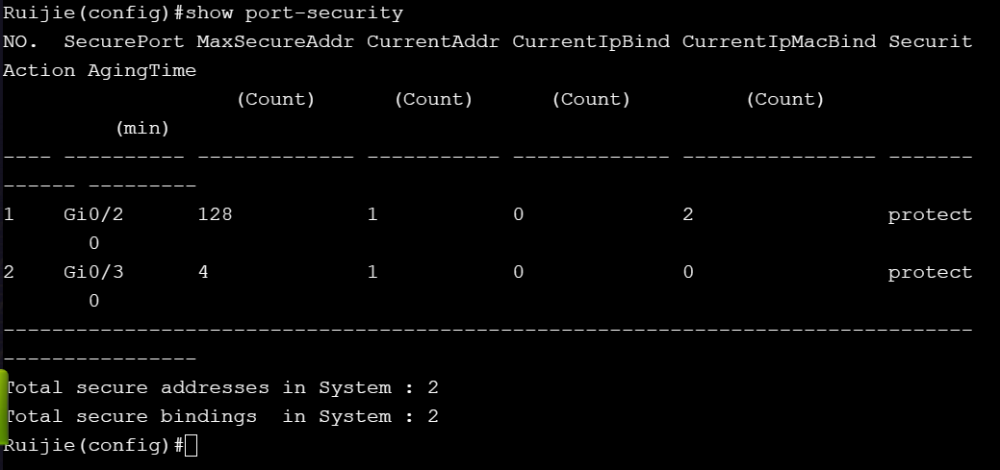 Ruijie(config)#show port-security
NO.  SecurePort MaxSecureAddr CurrentAddr CurrentIpBind CurrentIpMacBind Securit
Action AgingTime
                   (Count)      (Count)      (Count)         (Count)
         (min)
---- ---------- ------------- ----------- ------------- ---------------- -------
------ ---------
1    Gi0/2      128           1           0             2                protect
       0
2    Gi0/3      4             1           0             0                protect
       0
--------------------------------------------------------------------------------
----------------
Total secure addresses in System : 2
Total secure bindings  in System : 2
Ruijie(config)#